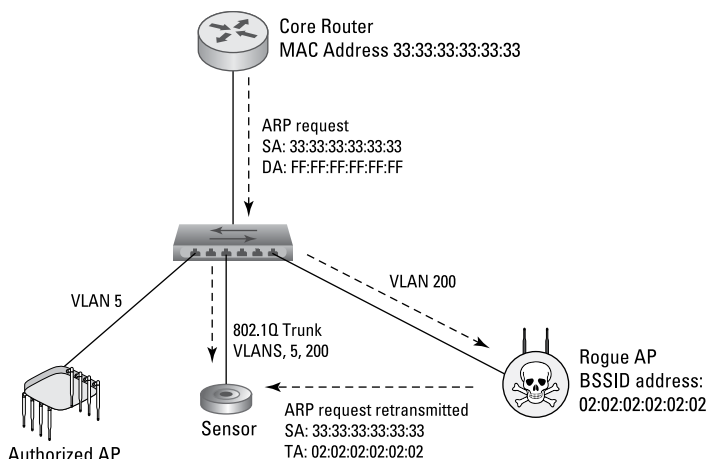 Core Router
MAC Address 33:33:33:33:33:33
ARP request
SA: 33:33:33:33:33:33
DA: FF:FF:FF:FF:FF:FF
VLAN 5
VLAN 200
802.1Q Trunk
VLANS, 5, 200
Rogue AP
BSSID address:
02:02:02:02:02:02
Sensor
ARP request retransmitted
SA: 33:33:33:33:33:33
TA: 02:02:02:02:02:02
Authorized AP